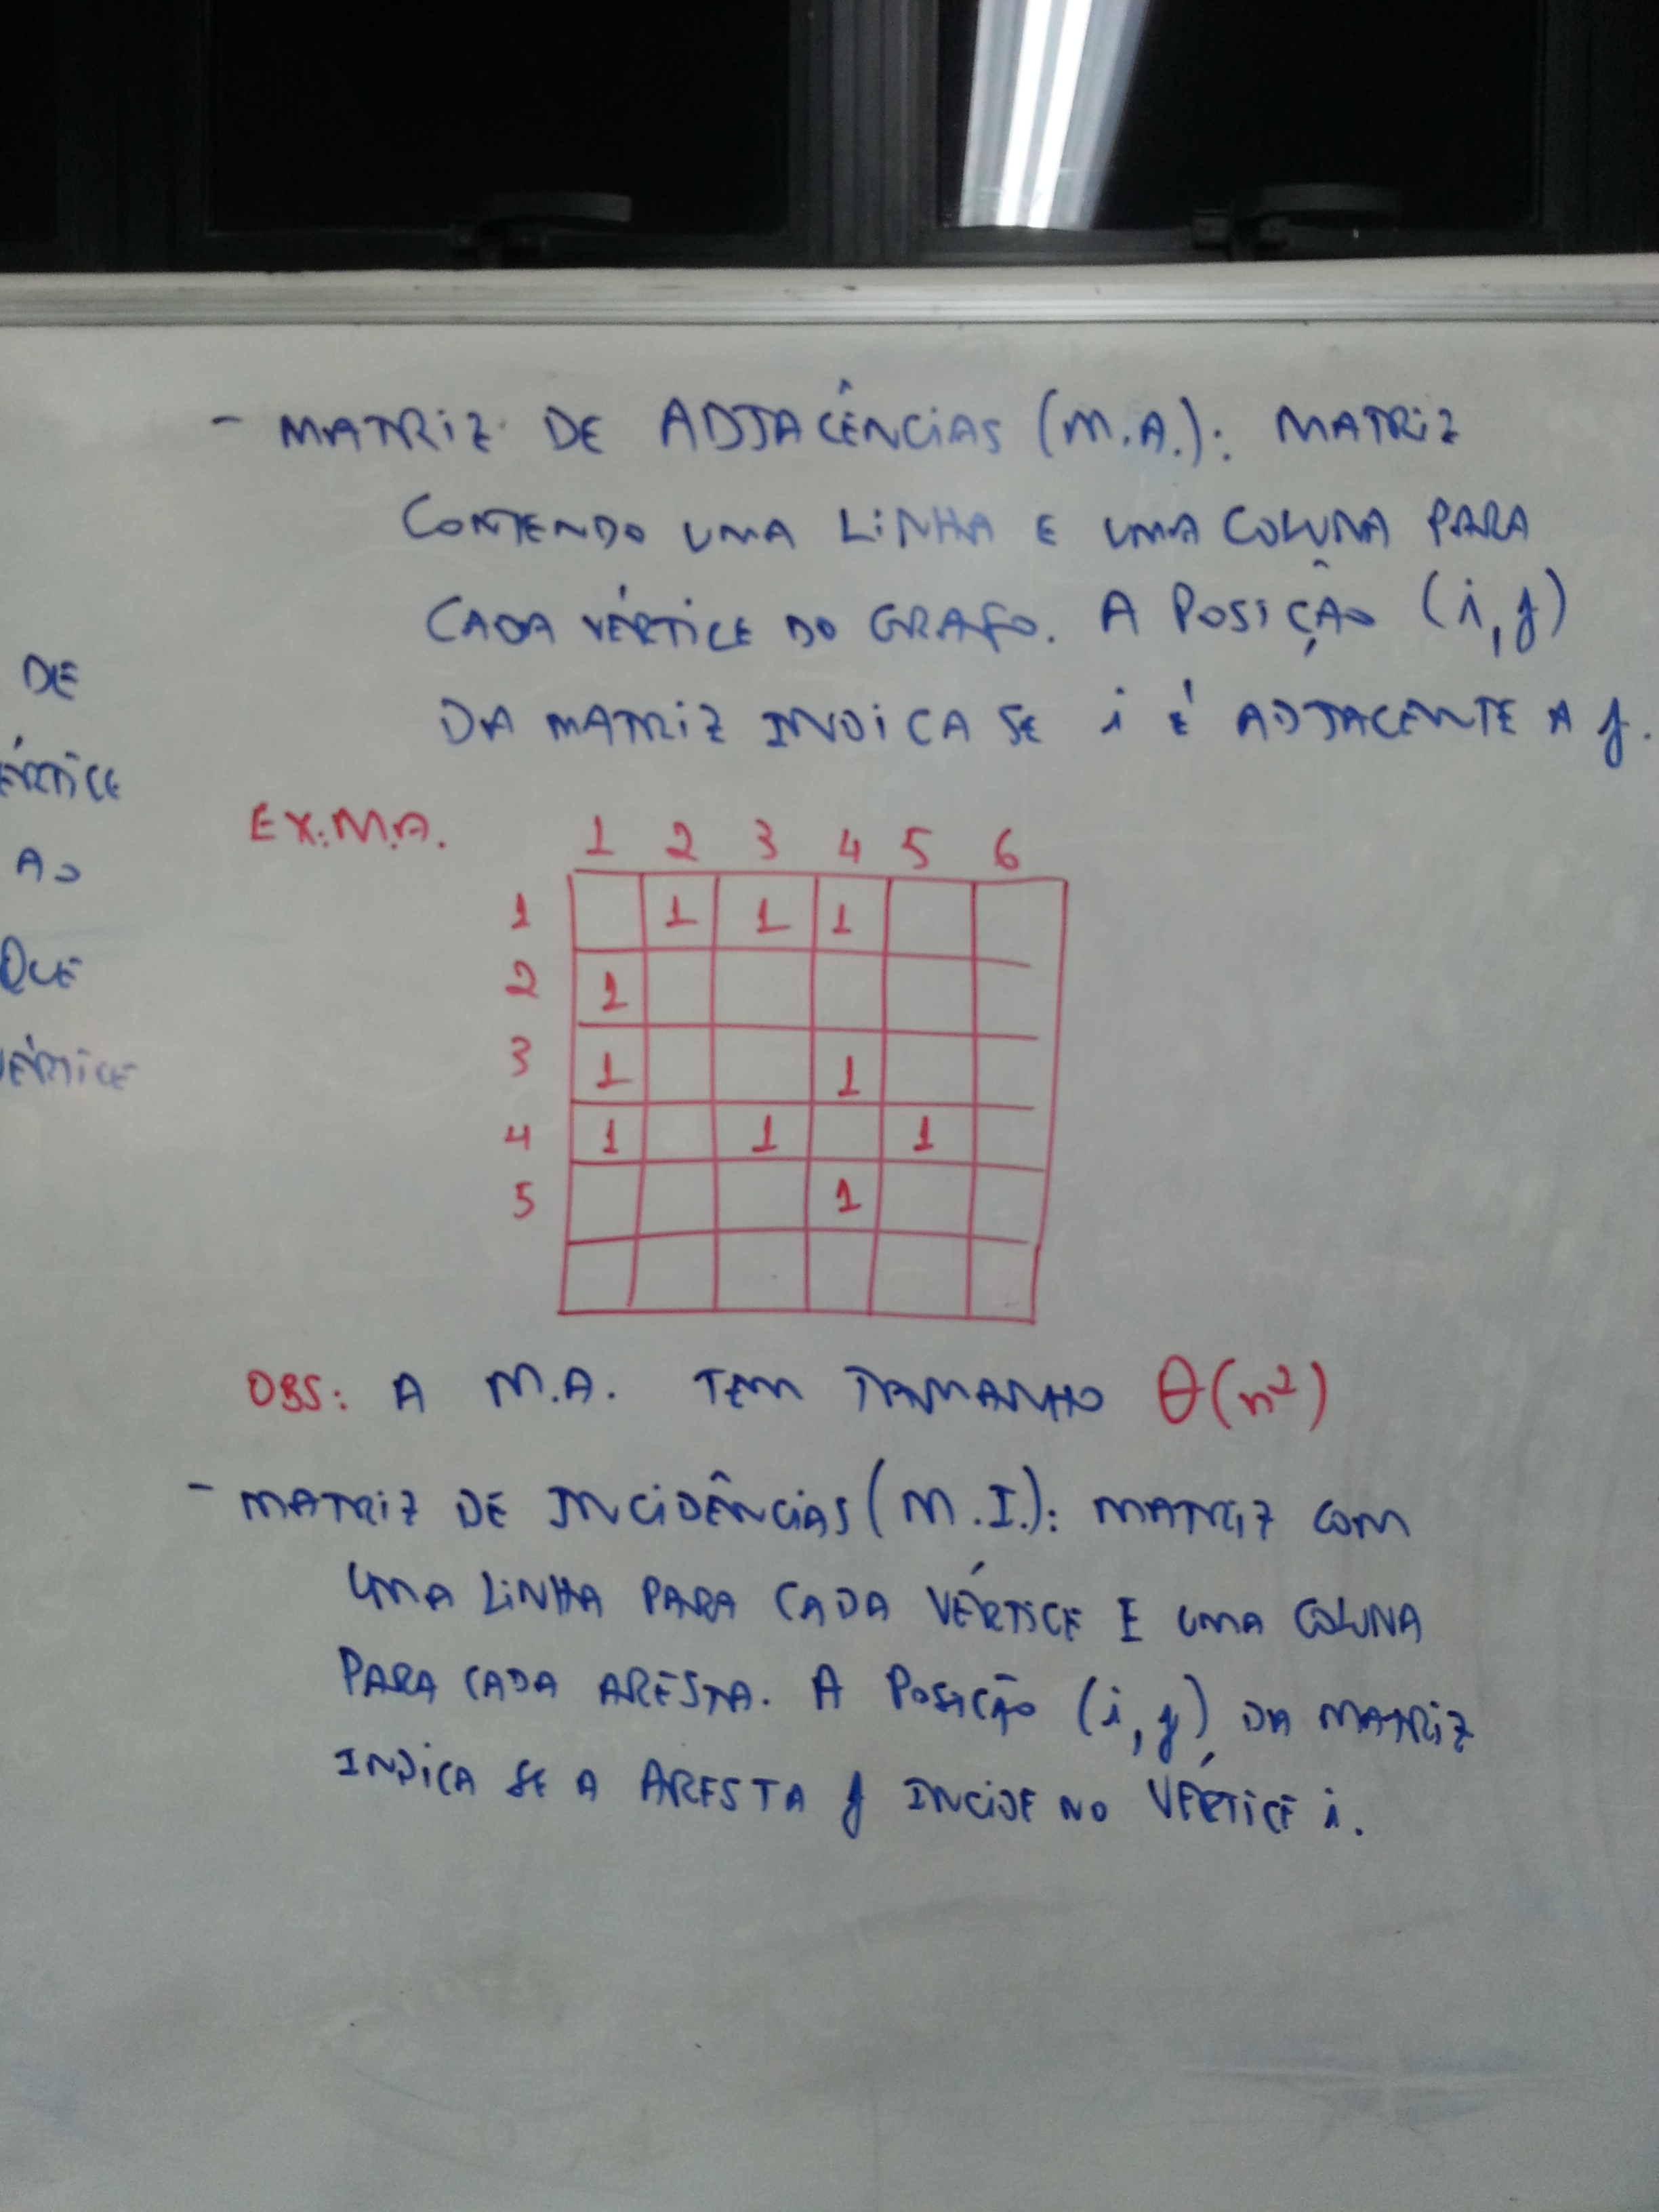 - MATRIZ DE ADJACÊNCIAS (M.A.): MATRIZ
CONTENDO UMA LINHA E UMA COLUNA PARA
CADA VÉRTICE DO GRAFO. A POSIÇÃO (i,j)
DA MATRIZ INDICA SE i É ADJACENTE A j.
DE
ÉRTICE
AO
QUE
VÉRTICE
EX.: M.A.
1 2 3 4 5 6
1 1 1 1
2 1
3 1 1
4 1 1 1
5 1
OBS: A M.A. TEM TAMANHO Θ(n²)
- MATRIZ DE INCIDÊNCIAS (M.I.): MATRIZ COM
UMA LINHA PARA CADA VÉRTICE E UMA COLUNA
PARA CADA ARESTA. A POSIÇÃO (i,j) DA MATRIZ
INDICA SE A ARESTA j INCIDE NO VÉRTICE i.